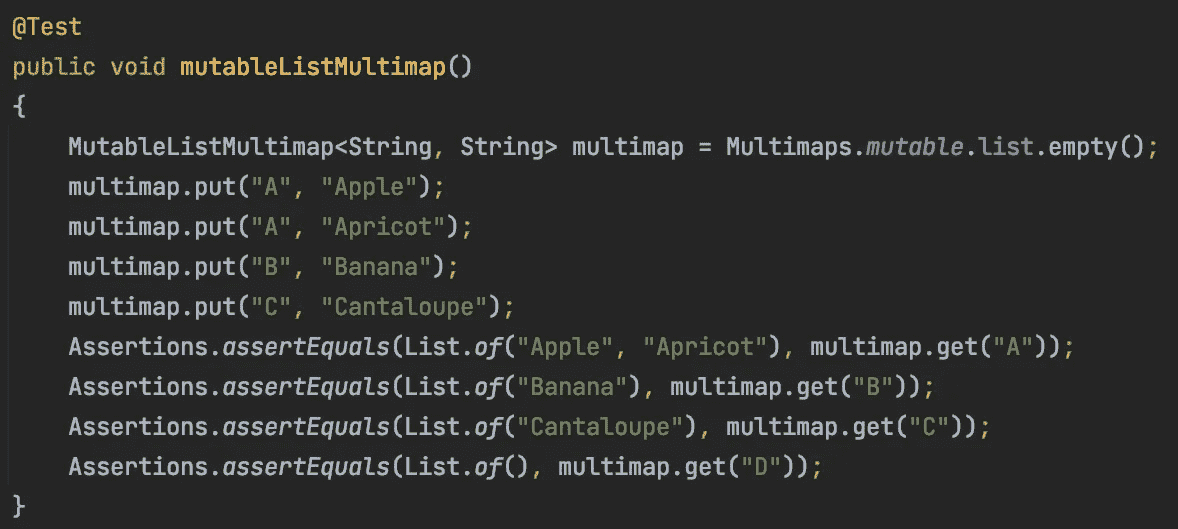 @Test
public void mutableListMultimap()
{
    MutableListMultimap<String, String> multimap = Multimaps.mutable.list.empty();
    multimap.put("A", "Apple");
    multimap.put("A", "Apricot");
    multimap.put("B", "Banana");
    multimap.put("C", "Cantaloupe");
    Assertions.assertEquals(List.of("Apple", "Apricot"), multimap.get("A"));
    Assertions.assertEquals(List.of("Banana"), multimap.get("B"));
    Assertions.assertEquals(List.of("Cantaloupe"), multimap.get("C"));
    Assertions.assertEquals(List.of(), multimap.get("D"));
}